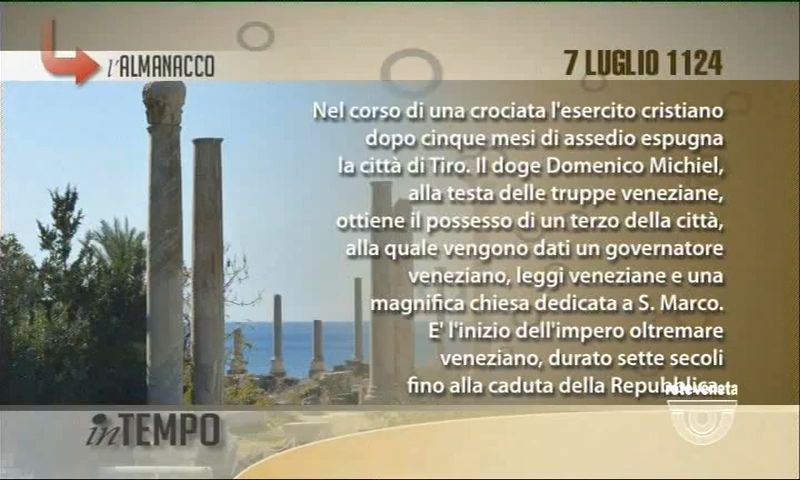 l'ALMANACCO
7 LUGLIO 1124
Nel corso di una crociata l'esercito cristiano
dopo cinque mesi di assedio espugna
la città di Tiro. Il doge Domenico Michiel,
alla testa delle truppe veneziane,
ottiene il possesso di un terzo della città,
alla quale vengono dati un governatore
veneziano, leggi veneziane e una
magnifica chiesa dedicata a S. Marco.
E' l'inizio dell'impero oltremare
veneziano, durato sette secoli
fino alla caduta della Repubblica.
reteveneta
inTEMPO